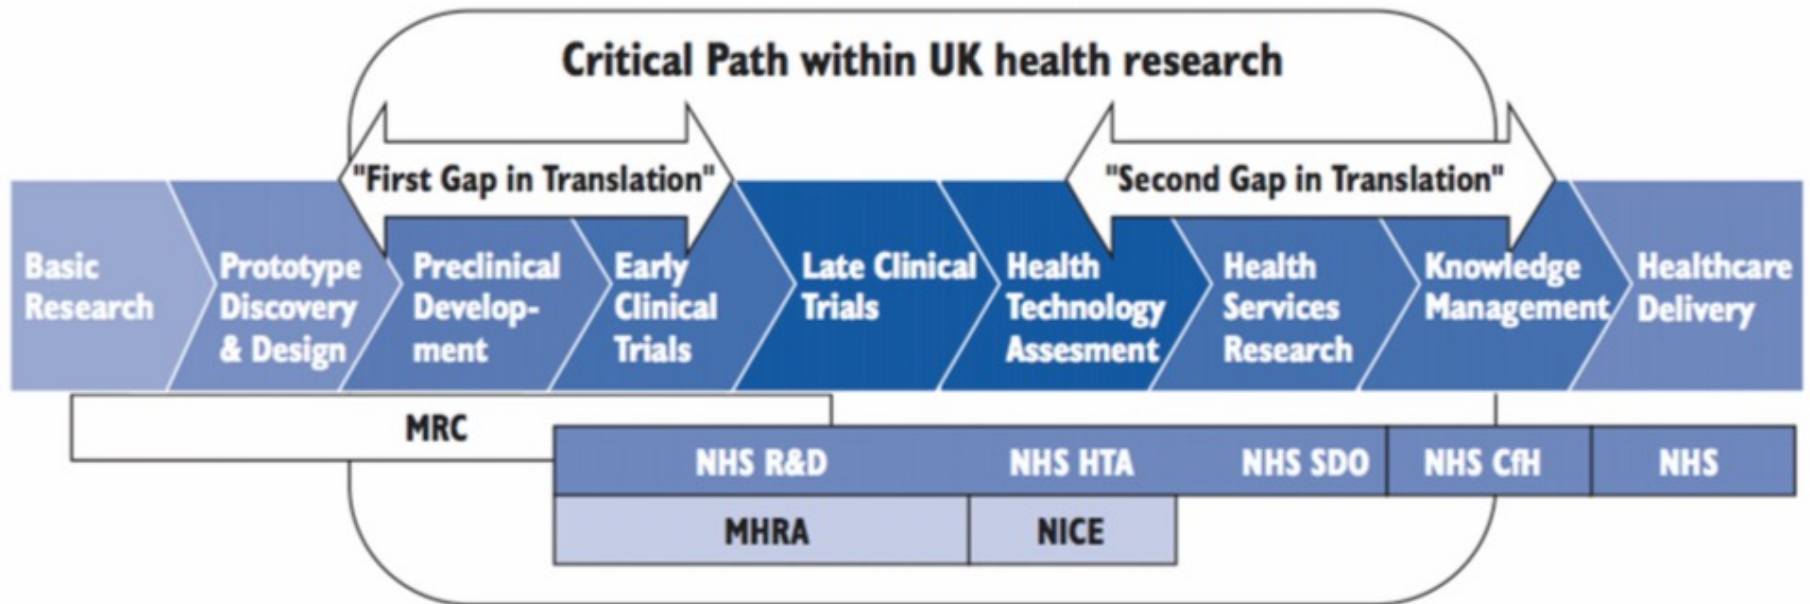 Critical Path within UK health research
"First Gap in Translation"
"Second Gap in Translation"
Basic
Research
Prototype
Discovery
& Design
Preclinical
Develop-
ment
Early
Clinical
Trials
Late Clinical
Trials
Health
Technology
Assesment
Health
Services
Research
Knowledge
Management
Healthcare
Delivery
MRC
NHS R&D
NHS HTA
NHS SDO
NHS CfH
NHS
MHRA
NICE